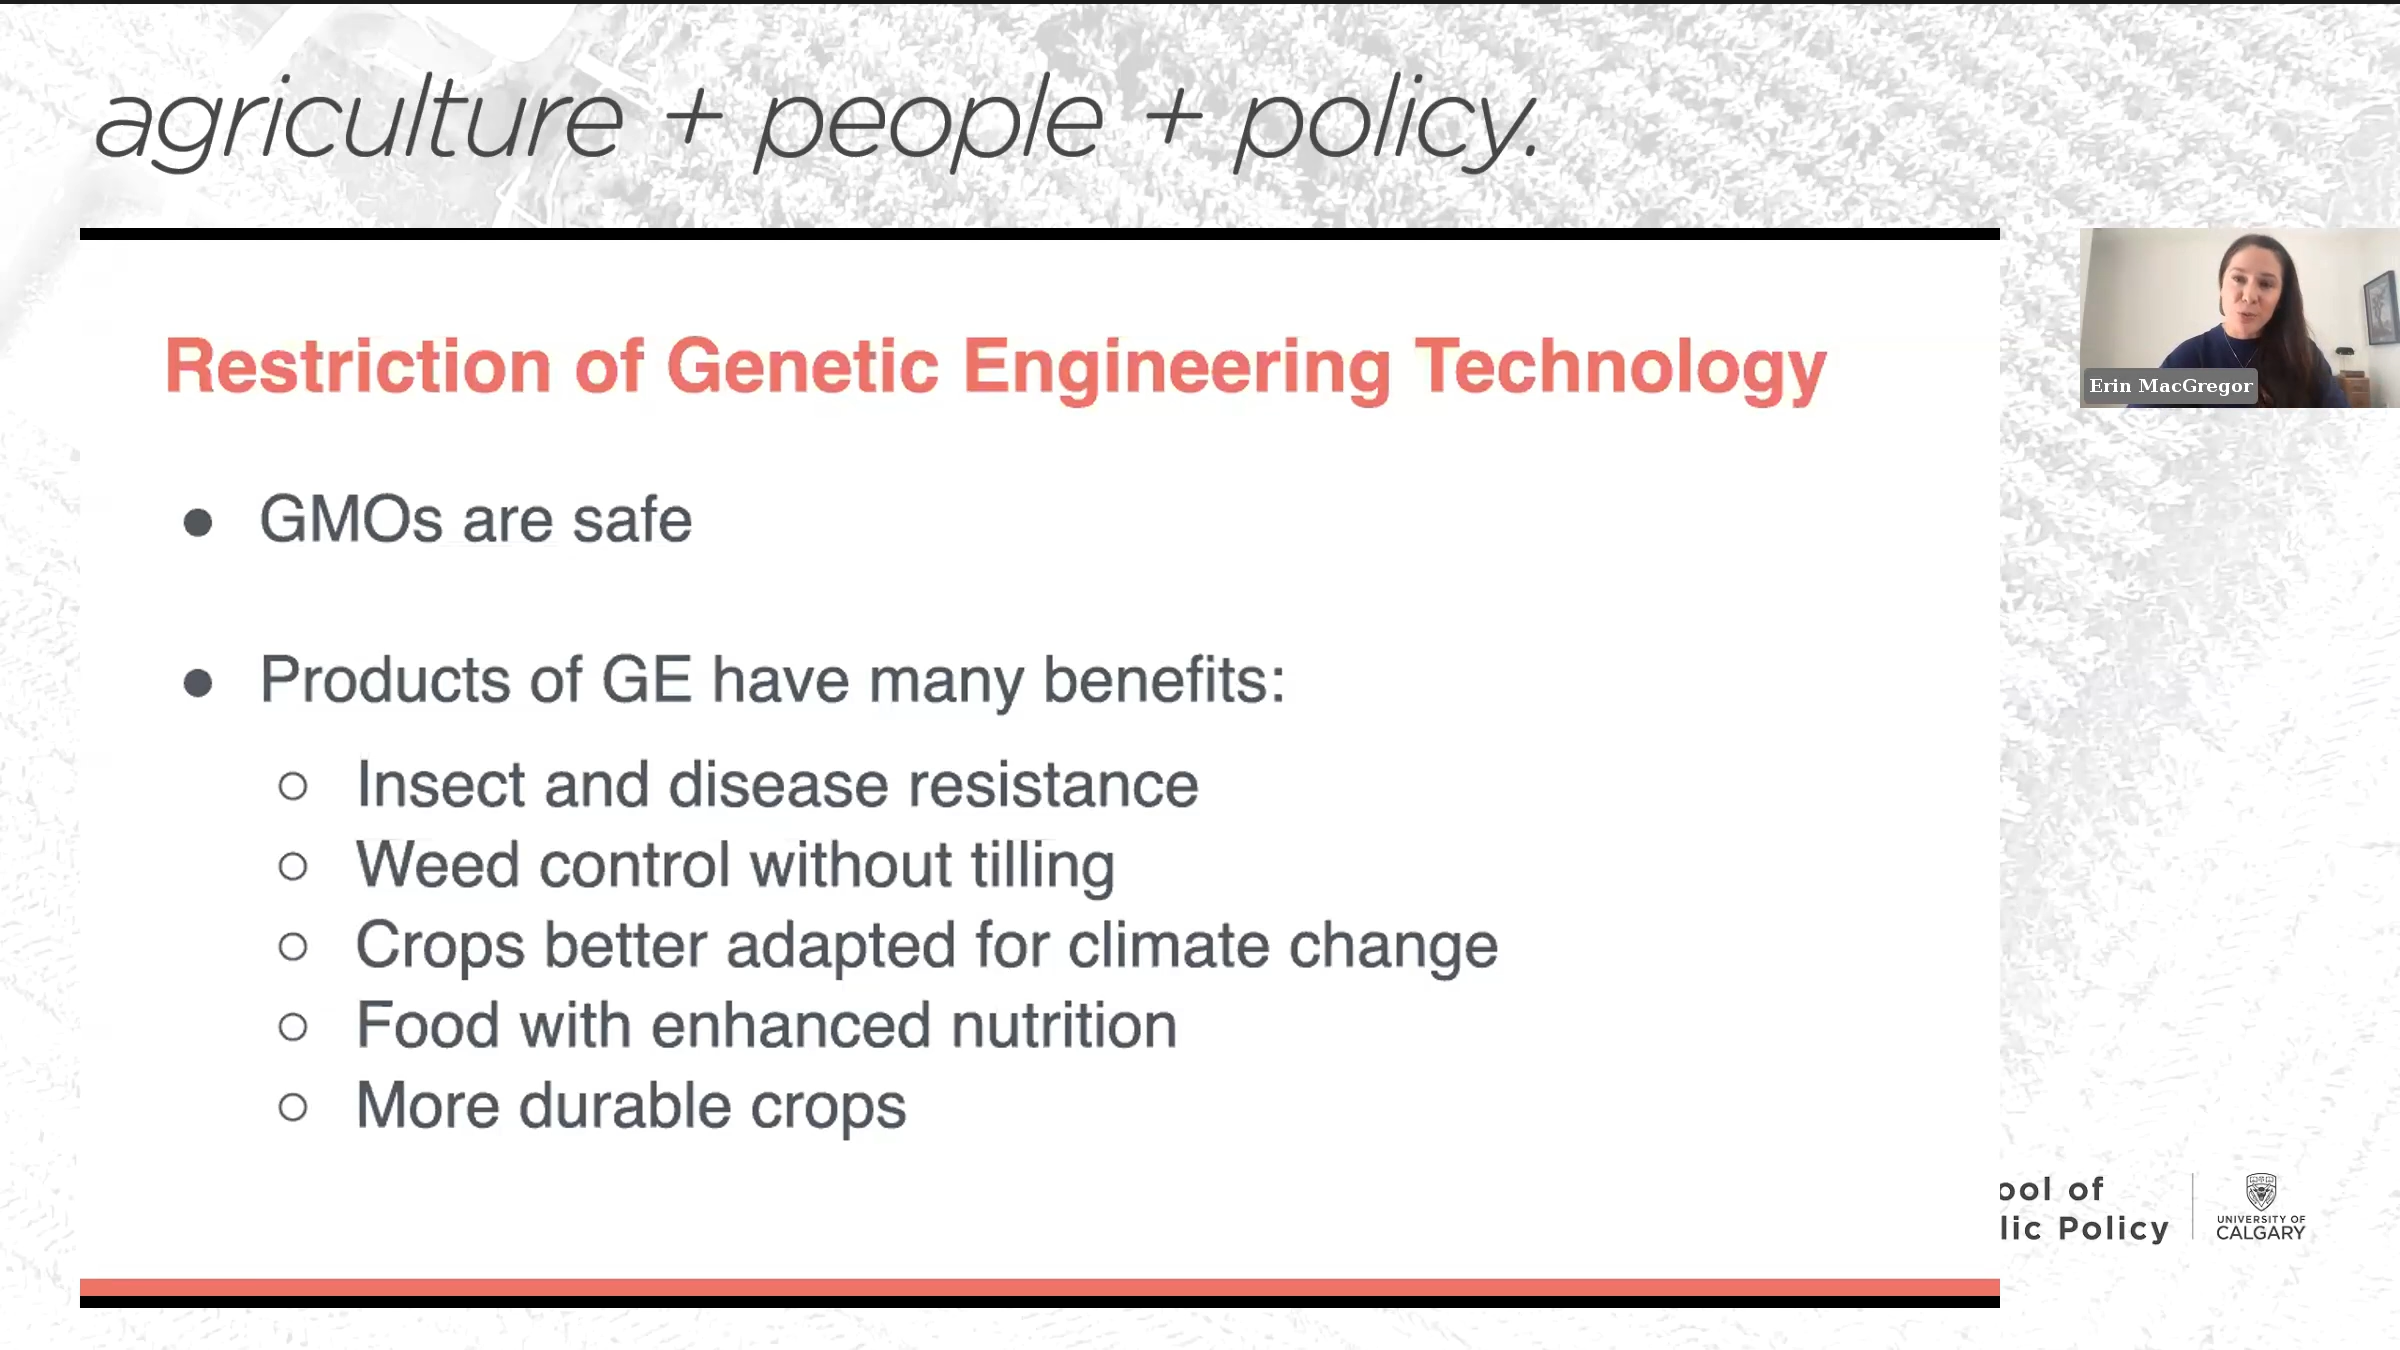 agriculture + people + policy.
Restriction of Genetic Engineering Technology
Erin MacGregor
● GMOs are safe
● Products of GE have many benefits:
○ Insect and disease resistance
○ Weed control without tilling
○ Crops better adapted for climate change
○ Food with enhanced nutrition
○ More durable crops
ool of
lic Policy
UNIVERSITY OF
CALGARY